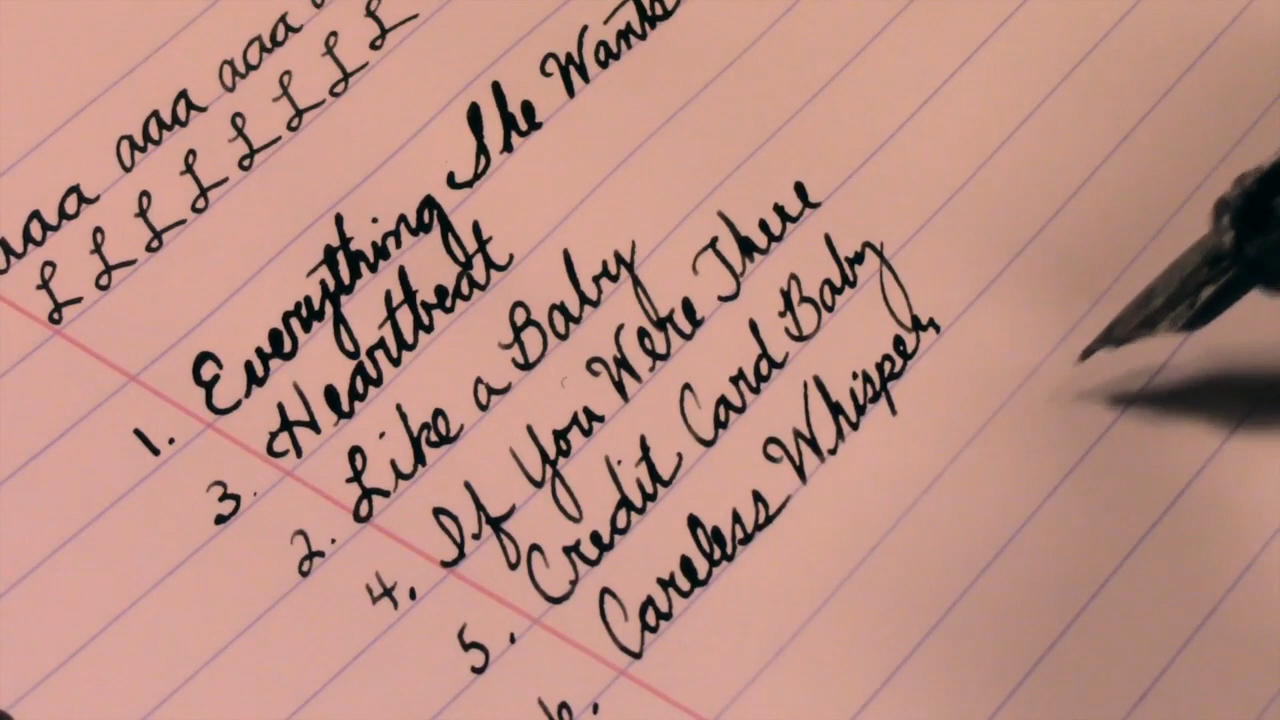 aaa aaa aaa
L L L L L L L
1. Everything She Wants
3. Heartbeat
2. Like a Baby
4. If You Were There
5. Credit Card Baby
6. Careless Whisper